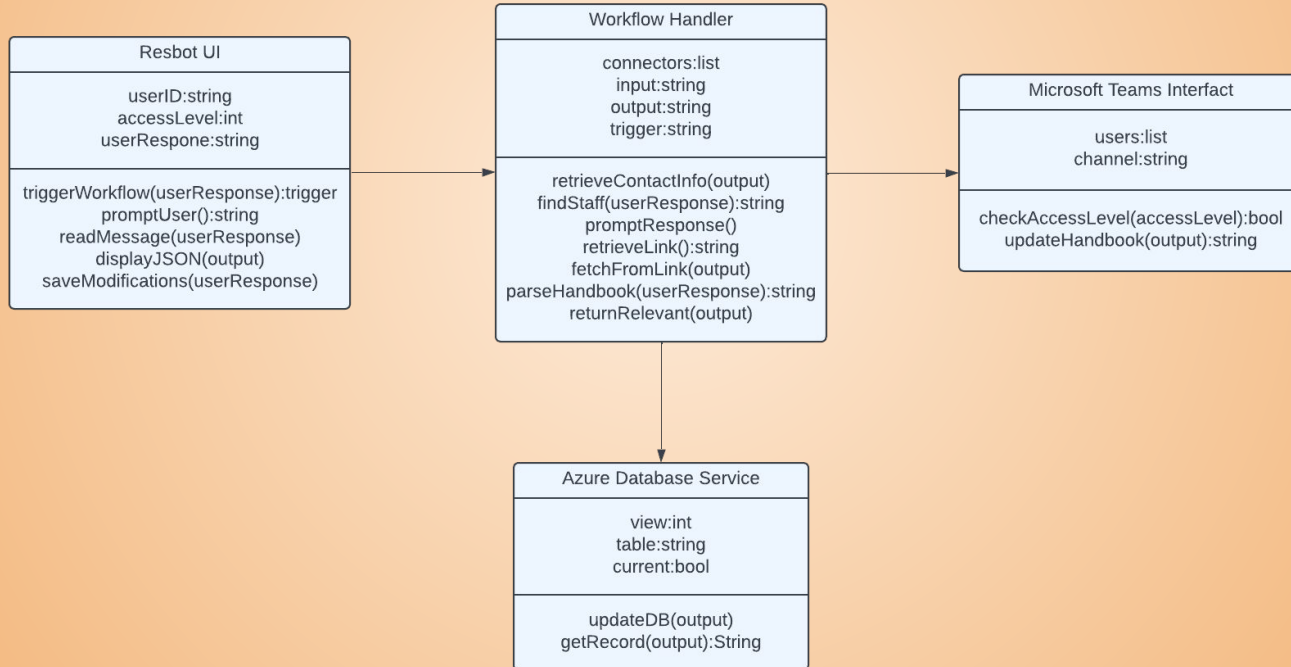 Resbot UI
userID:string
accessLevel:int
userRespone:string
triggerWorkflow(userResponse):trigger
promptUser():string
readMessage(userResponse)
displayJSON(output)
saveModifications(userResponse)
Workflow Handler
connectors:list
input:string
output:string
trigger:string
retrieveContactInfo(output)
findStaff(userResponse):string
promptResponse()
retrieveLink():string
fetchFromLink(output)
parseHandbook(userResponse):string
returnRelevant(output)
Microsoft Teams Interfact
users:list
channel:string
checkAccessLevel(accessLevel):bool
updateHandbook(output):string
Azure Database Service
view:int
table:string
current:bool
updateDB(output)
getRecord(output):String